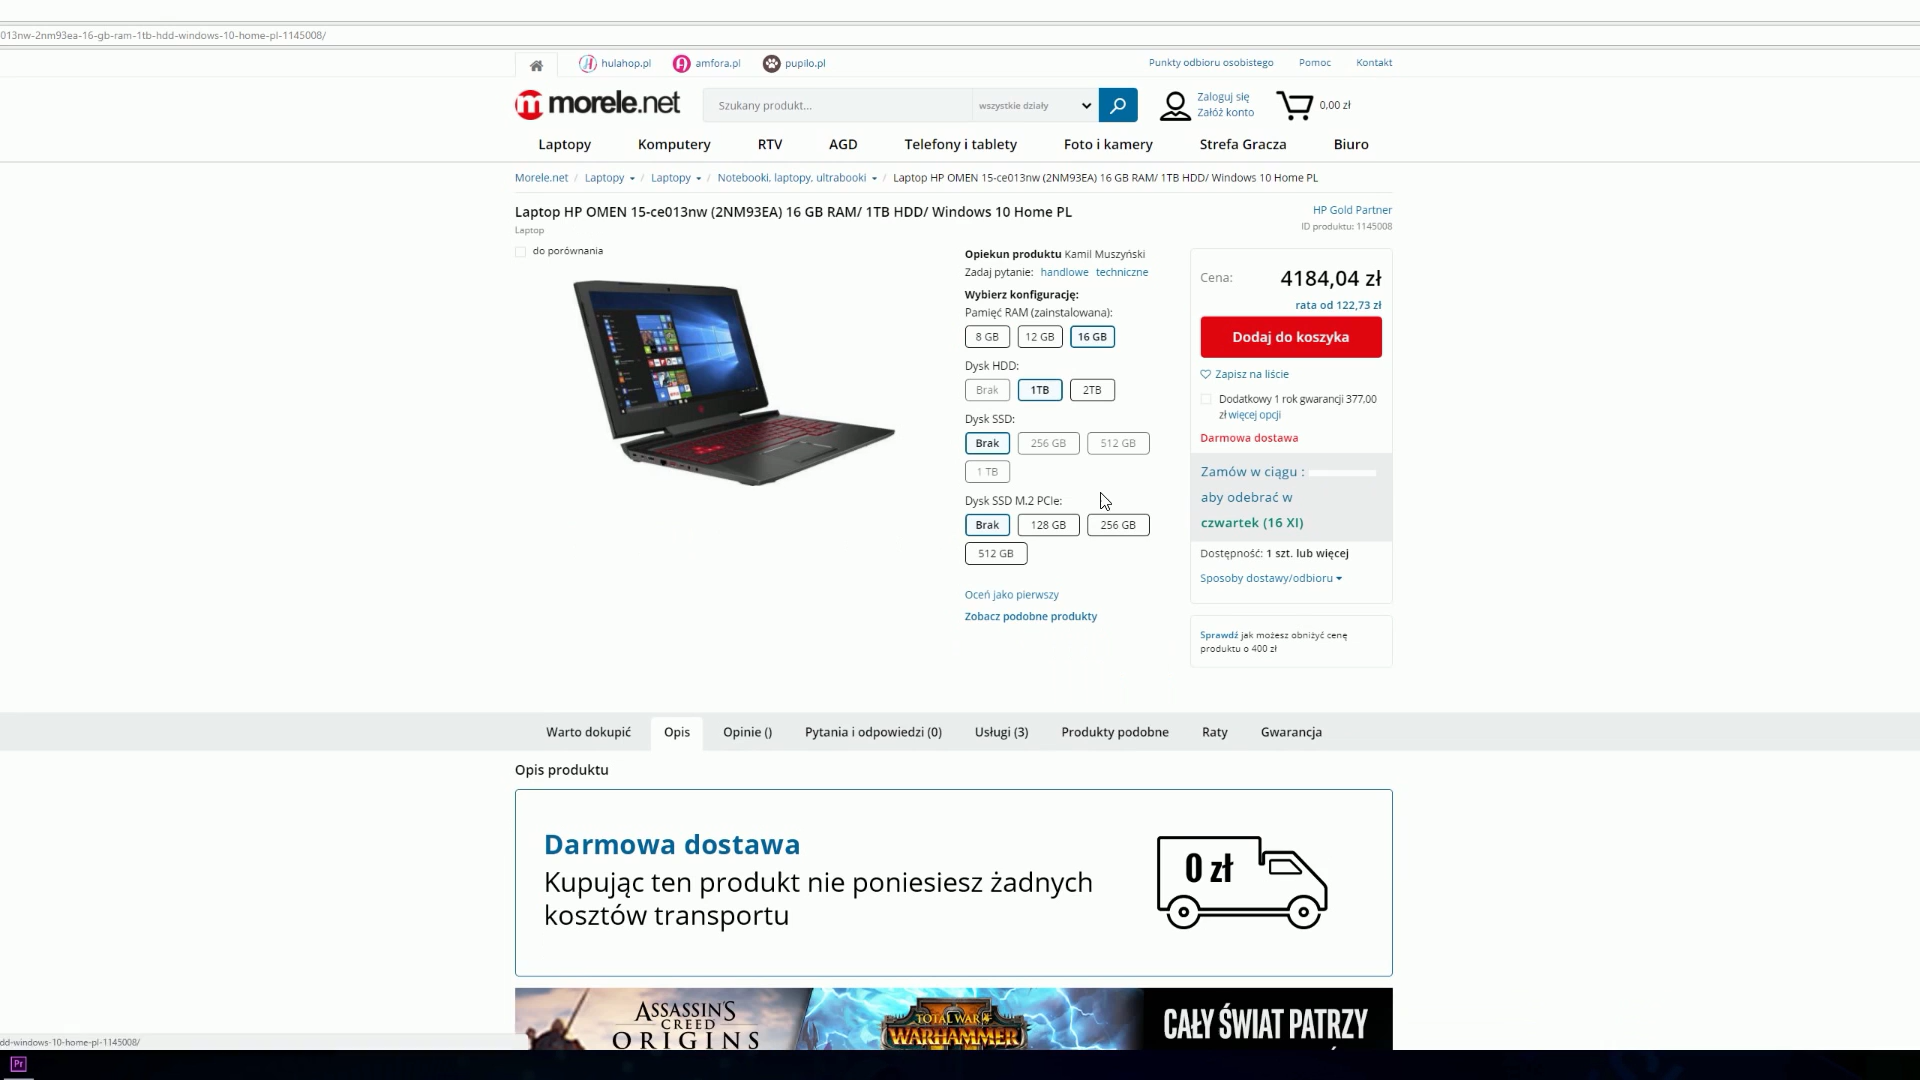 013nw-2nm93ea-16-gb-ram-1tb-hdd-windows-10-home-pl-1145008/
hulahop.pl amfora.pl pupilo.pl Punkty odbioru osobistego Pomoc Kontakt
morele.net Szukany produkt... wszystkie działy Zaloguj się
Załóż konto 0,00 zł
Laptopy Komputery RTV AGD Telefony i tablety Foto i kamery Strefa Gracza Biuro
Morele.net / Laptopy / Laptopy / Notebooki, laptopy, ultrabooki / Laptop HP OMEN 15-ce013nw (2NM93EA) 16 GB RAM/ 1TB HDD/ Windows 10 Home PL
Laptop HP OMEN 15-ce013nw (2NM93EA) 16 GB RAM/ 1TB HDD/ Windows 10 Home PL
HP Gold Partner
Laptop
ID produktu: 1145008
do porównania
Opiekun produktu Kamil Muszyński
Zadaj pytanie: handlowe techniczne
Wybierz konfigurację:
Pamięć RAM (zainstalowana):
8 GB 12 GB 16 GB
Dysk HDD:
Brak 1TB 2TB
Dysk SSD:
Brak 256 GB 512 GB
1 TB
Dysk SSD M.2 PCIe:
Brak 128 GB 256 GB
512 GB
Oceń jako pierwszy
Zobacz podobne produkty
Cena: 4184,04 zł
rata od 122,73 zł
Dodaj do koszyka
Zapisz na liście
Dodatkowy 1 rok gwarancji 377,00
zł więcej opcji
Darmowa dostawa
Zamów w ciągu :
aby odebrać w
czwartek (16 XI)
Dostępność: 1 szt. lub więcej
Sposoby dostawy/odbioru
Sprawdź jak możesz obniżyć cenę
produktu o 400 zł
Warto dokupić Opis Opinie () Pytania i odpowiedzi (0) Usługi (3) Produkty podobne Raty Gwarancja
Opis produktu
Darmowa dostawa
Kupując ten produkt nie poniesiesz żadnych
kosztów transportu
0 zł
ASSASSIN'S
CREED
ORIGINS
TOTAL WAR
WARHAMMER
CAŁY ŚWIAT PATRZY
dd-windows-10-home-pl-1145008/
Pr